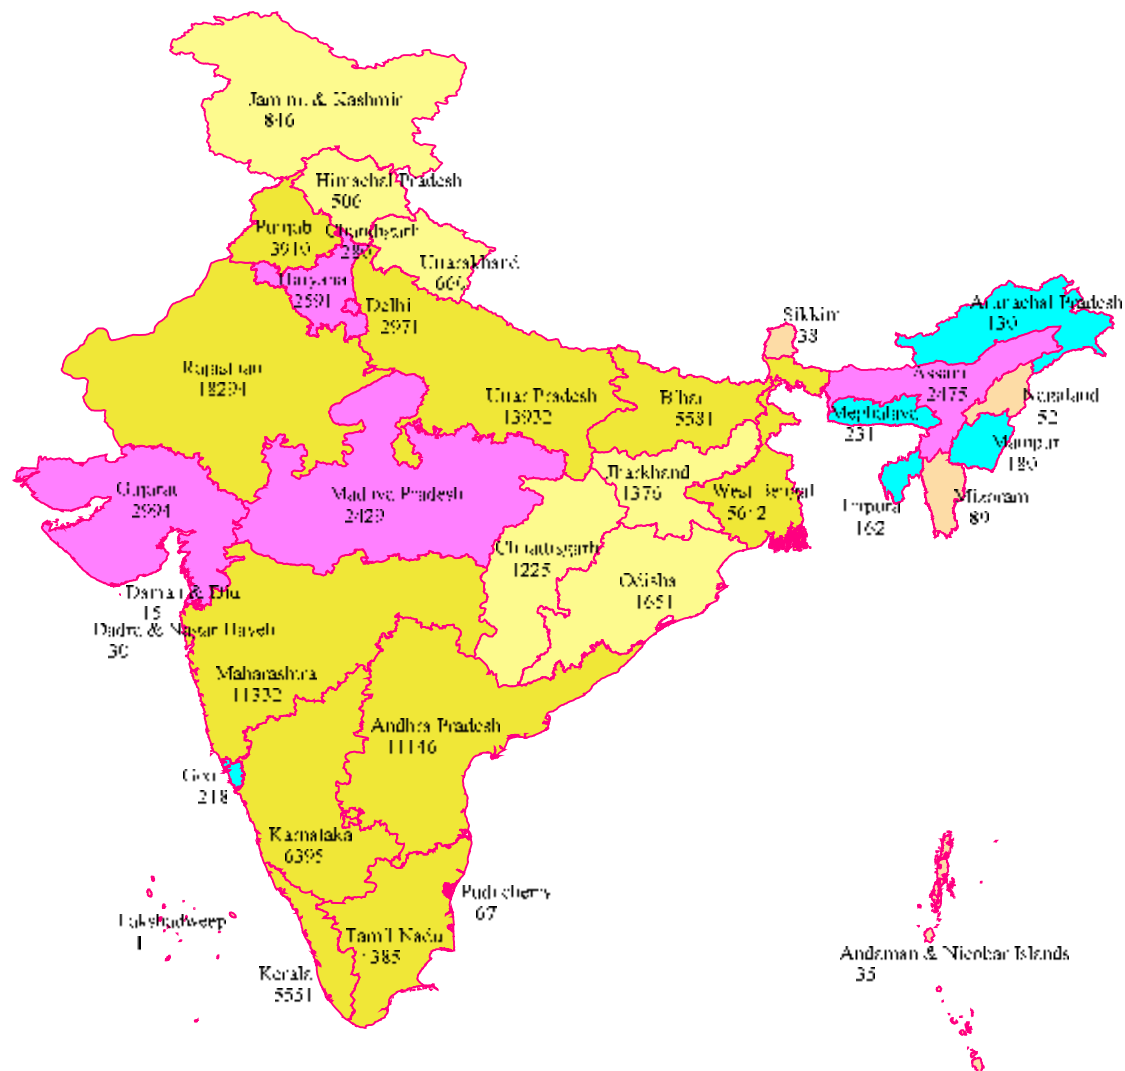 Jammu & Kashmir
846
Himachal Pradesh
506
Punjab
3910
Chandigarh
280
Uttarakhand
666
Haryana
2591
Delhi
2971
Arunachal Pradesh
130
Sikkim
38
Rajasthan
18294
Uttar Pradesh
13932
Bihar
5581
Assam
2475
Nagaland
52
Meghalaya
231
Manipur
180
Gujarat
2994
Madhya Pradesh
2429
Jharkhand
1376
West Bengal
5612
Tripura
162
Mizoram
89
Chhattisgarh
1225
Odisha
1651
Daman & Diu
15
Dadra & Nagar Haveli
30
Maharashtra
11332
Andhra Pradesh
11146
Goa
218
Karnataka
6395
Puducherry
67
Lakshadweep
1
Tamil Nadu
385
Kerala
5551
Andaman & Nicobar Islands
35